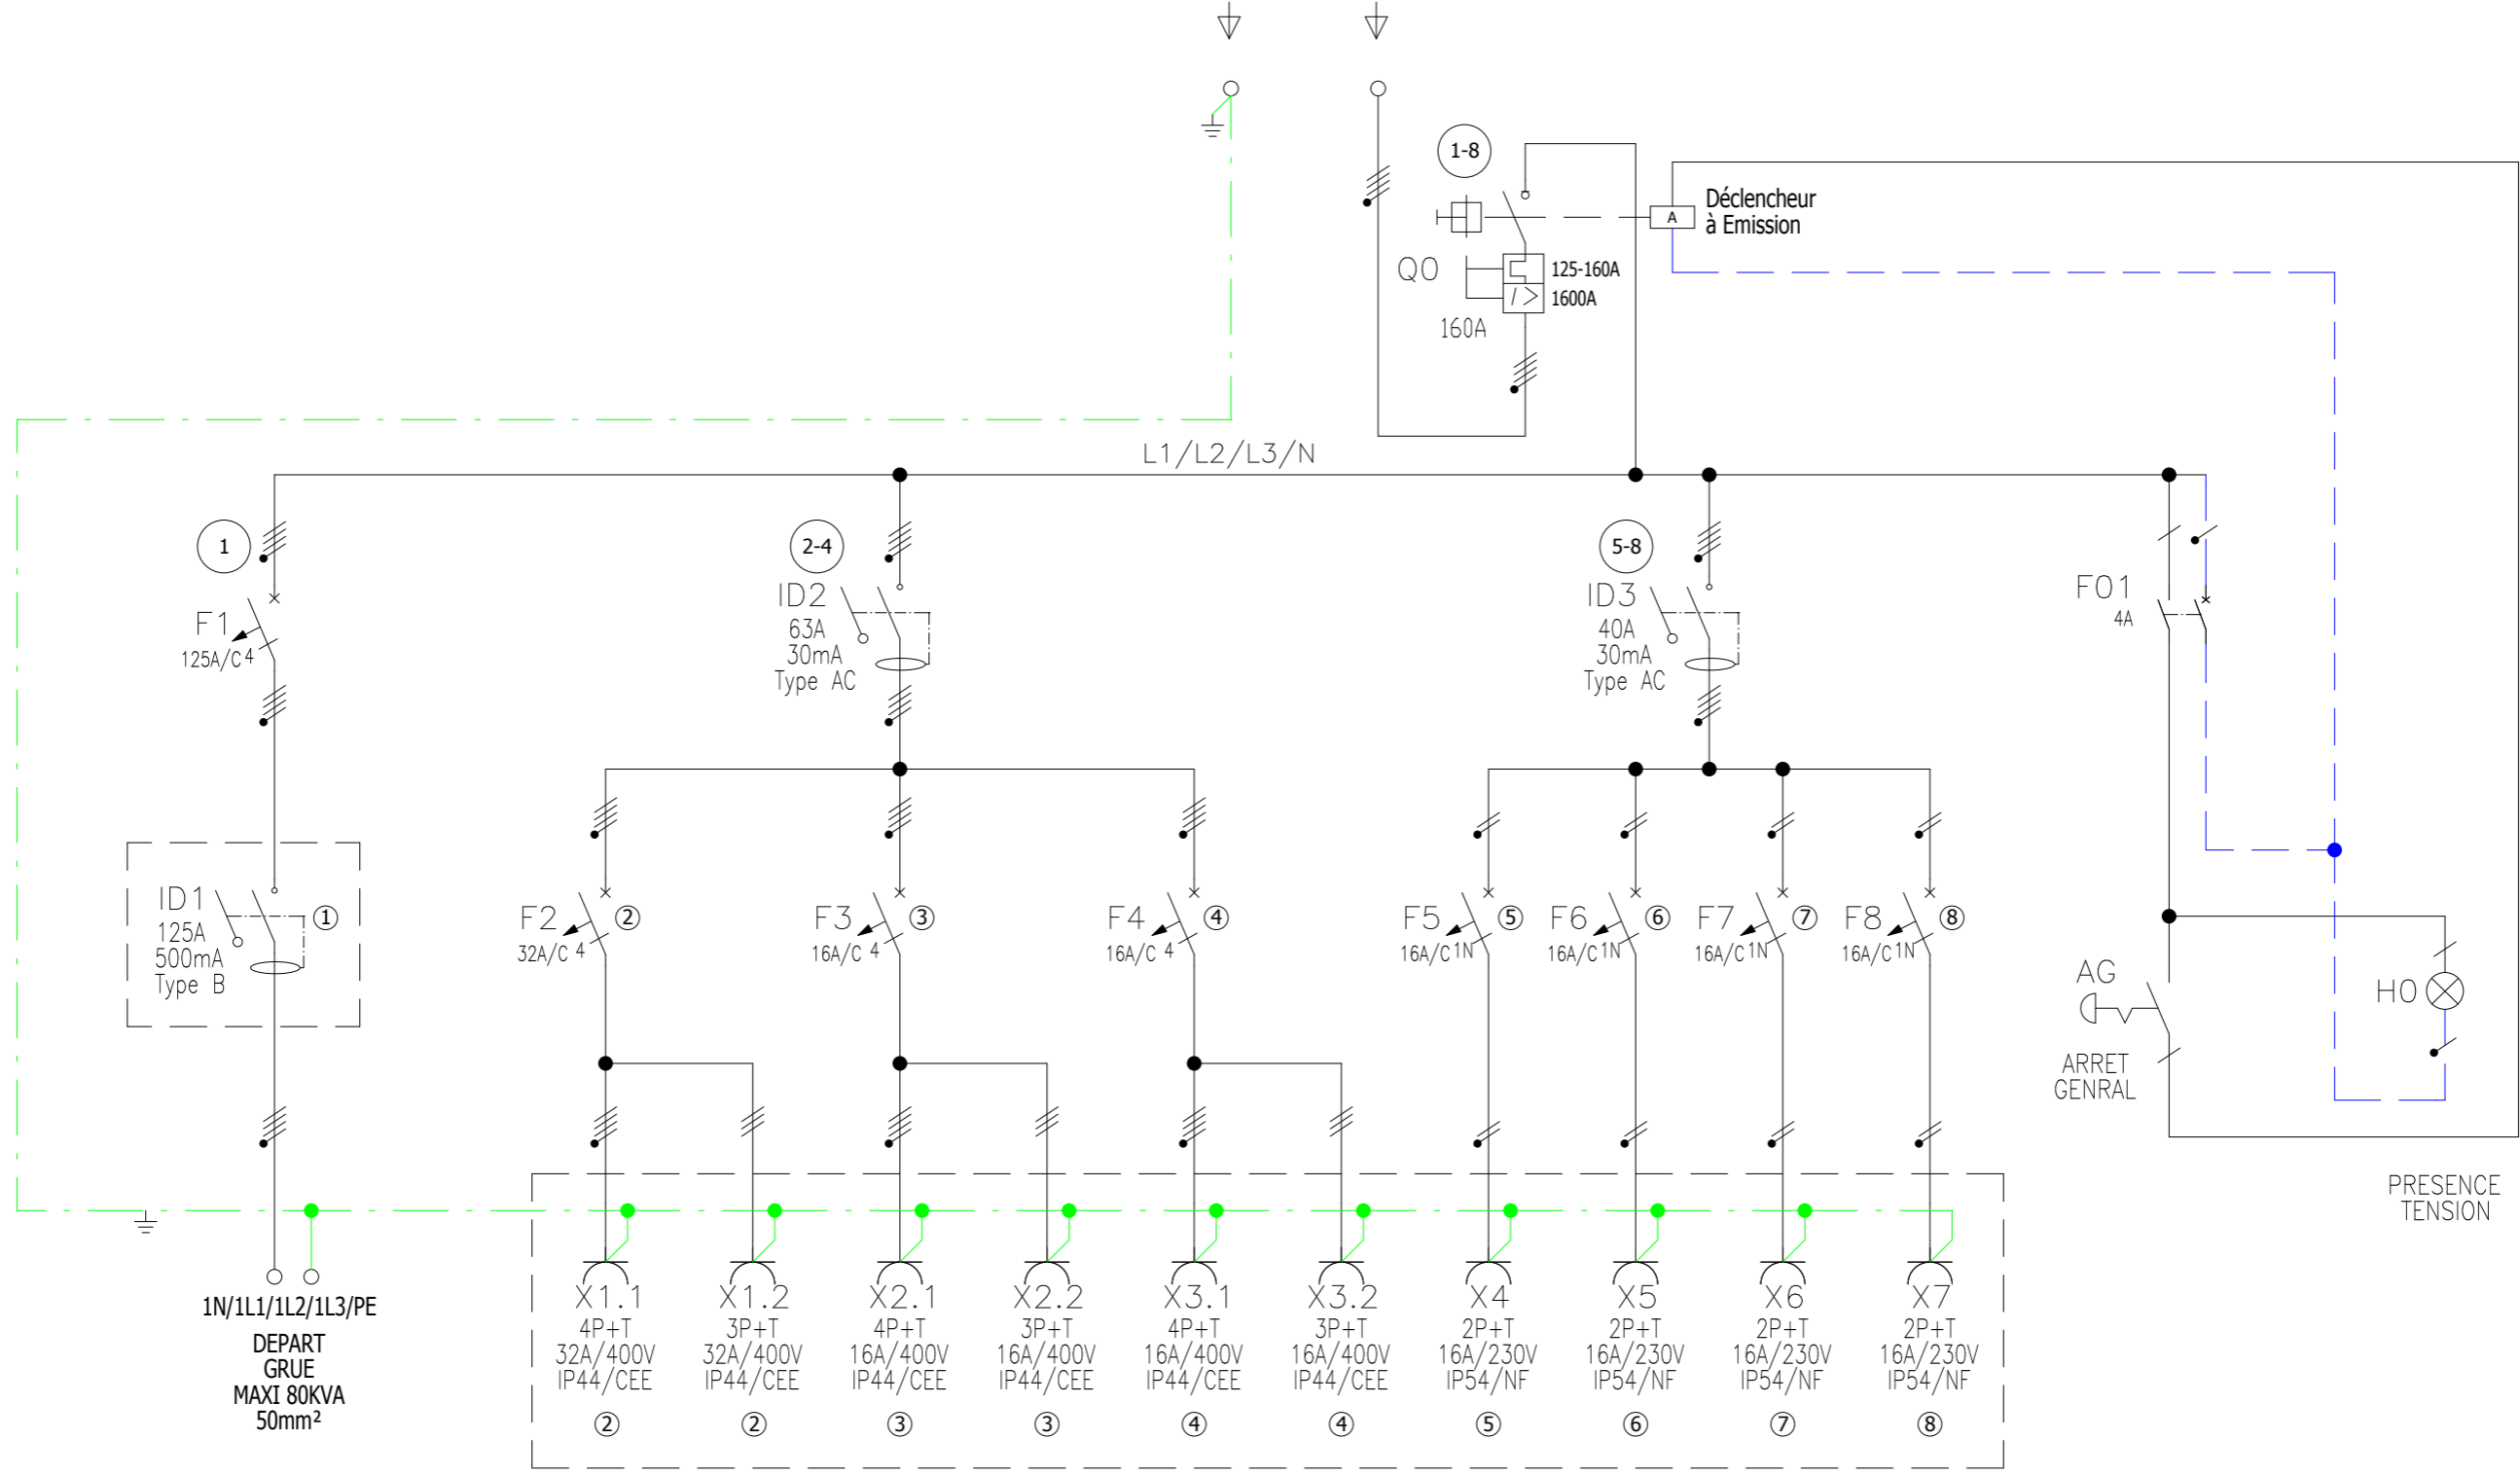 1-8
Déclencheur
à Emission
A
Q0
125-160A
1600A
160A
L1/L2/L3/N
1
F1
125A/C 4
2-4
ID2
63A
30mA
Type AC
5-8
ID3
40A
30mA
Type AC
F01
4A
ID1
125A
500mA
Type B
①
F2
32A/C 4
②
F3
16A/C 4
③
F4
16A/C 4
④
F5
16A/C 1N
⑤
F6
16A/C 1N
⑥
F7
16A/C 1N
⑦
F8
16A/C 1N
⑧
AG
ARRET
GENRAL
H0
PRESENCE
TENSION
1N/1L1/1L2/1L3/PE
DEPART
GRUE
MAXI 80KVA
50mm²
X1.1
4P+T
32A/400V
IP44/CEE
②
X1.2
3P+T
32A/400V
IP44/CEE
②
X2.1
4P+T
16A/400V
IP44/CEE
③
X2.2
3P+T
16A/400V
IP44/CEE
③
X3.1
4P+T
16A/400V
IP44/CEE
④
X3.2
3P+T
16A/400V
IP44/CEE
④
X4
2P+T
16A/230V
IP54/NF
⑤
X5
2P+T
16A/230V
IP54/NF
⑥
X6
2P+T
16A/230V
IP54/NF
⑦
X7
2P+T
16A/230V
IP54/NF
⑧